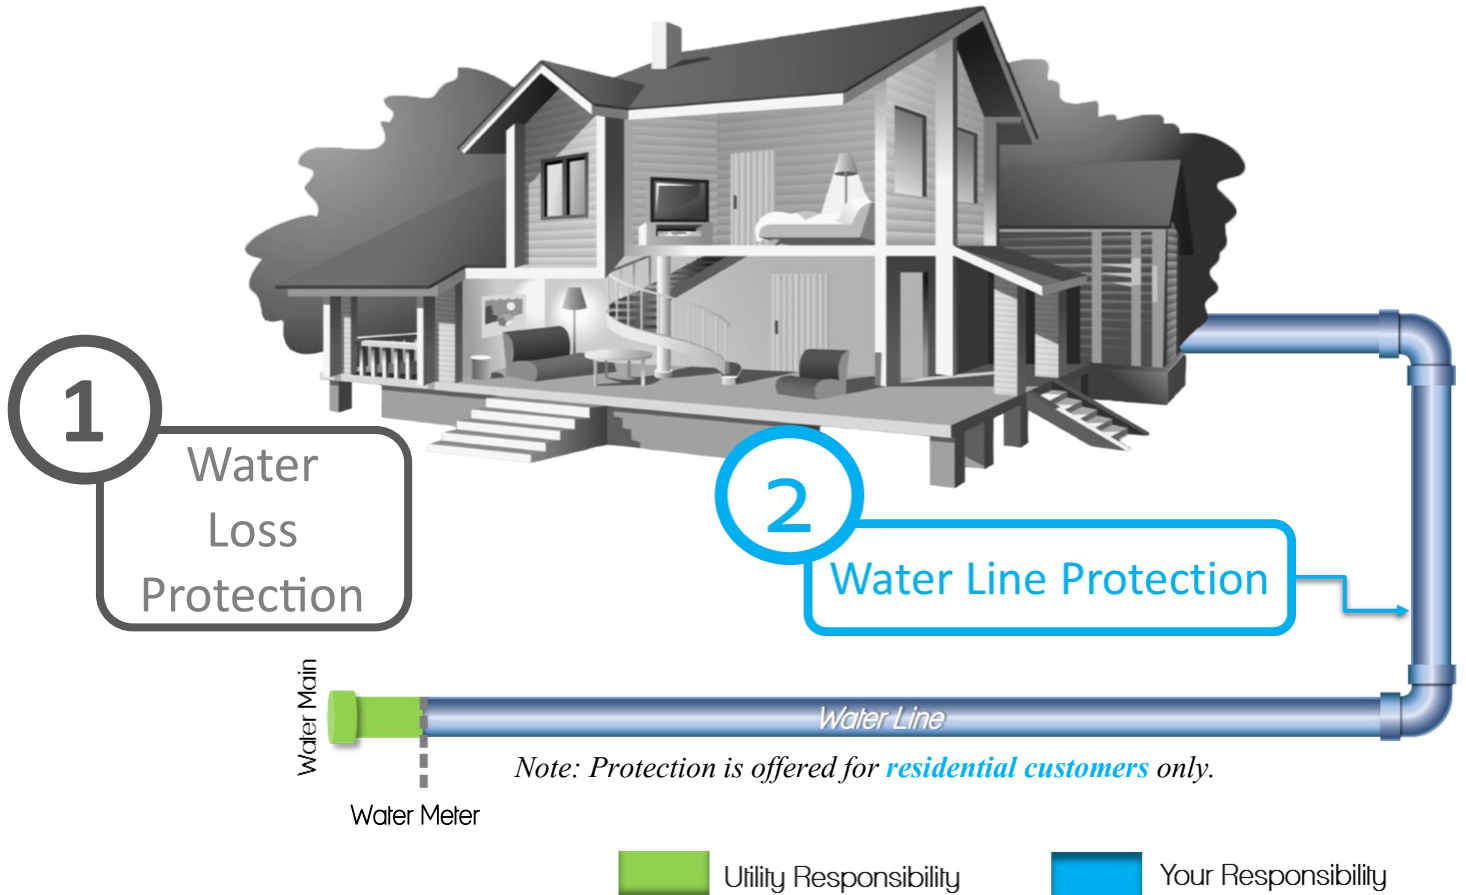 1
Water
Loss
Protection
2
Water Line Protection
Water Main
Water Line
Note: Protection is offered for residential customers only.
Water Meter
Utility Responsibility
Your Responsibility